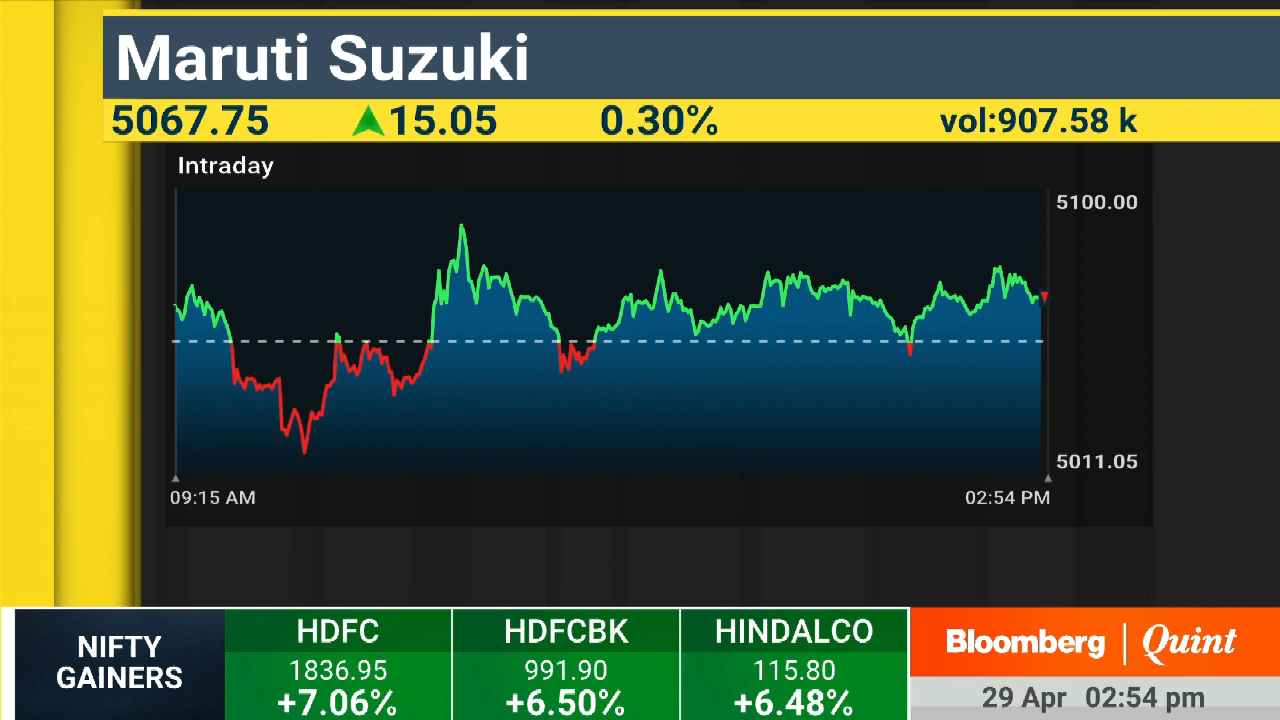 Maruti Suzuki
5067.75 15.05 0.30% vol:907.58 k
Intraday
5100.00
5011.05
09:15 AM 02:54 PM
NIFTY
GAINERS
HDFC
1836.95
+7.06%
HDFCBK
991.90
+6.50%
HINDALCO
115.80
+6.48%
Bloomberg | Quint
29 Apr 02:54 pm